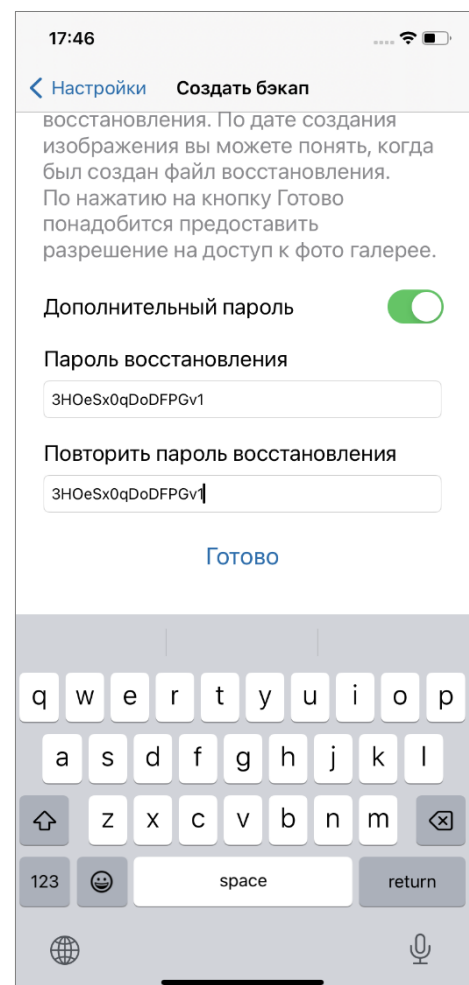 17:46
Настройки Создать бэкап
восстановления. По дате создания
изображения вы можете понять, когда
был создан файл восстановления.
По нажатию на кнопку Готово
понадобится предоставить
разрешение на доступ к фото галерее.
Дополнительный пароль
Пароль восстановления
3HOeSx0qDoDFPGv1
Повторить пароль восстановления
3HOeSx0qDoDFPGv1
Готово
q w e r t y u i o p
a s d f g h j k l
z x c v b n m
123 space return